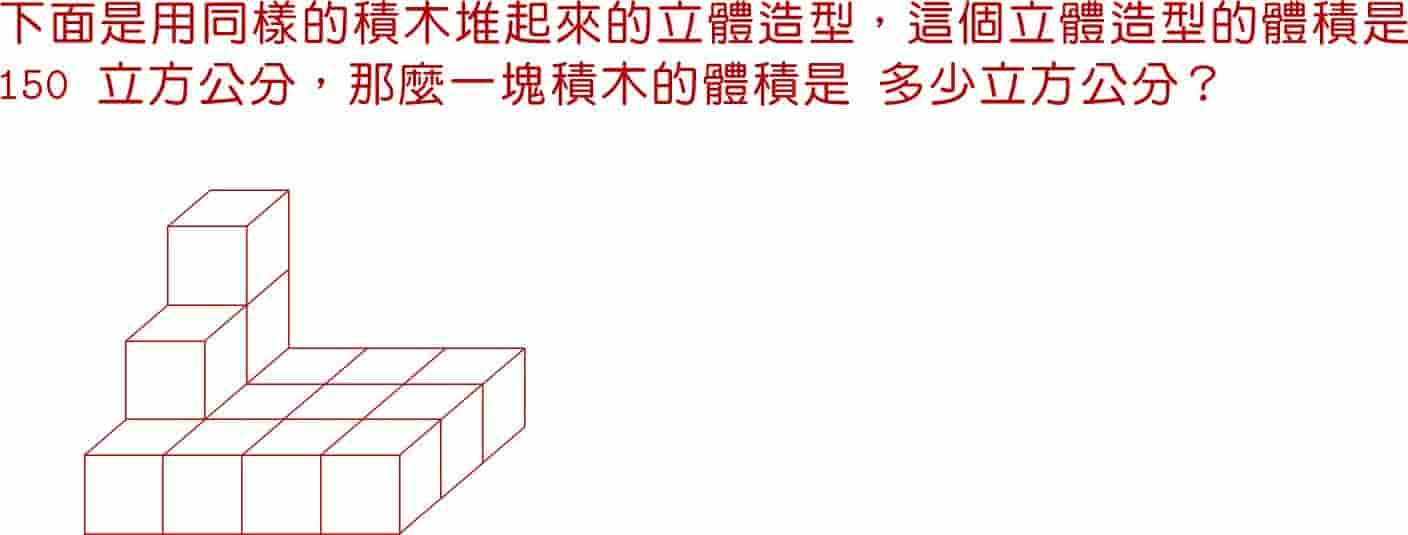 下面是用同樣的積木堆起來的立體造型,這個立體造型的體積是
150 立方公分,那麼一塊積木的體積是 多少立方公分?